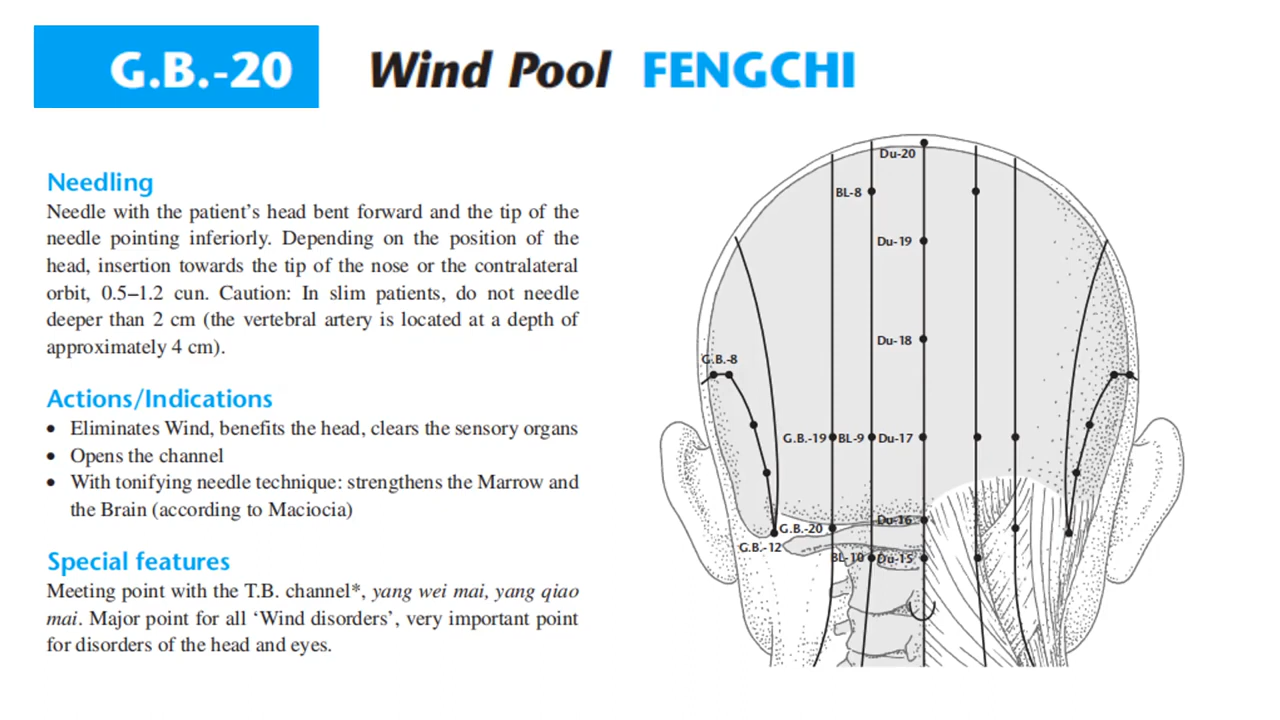 G.B.-20 Wind Pool FENGCHI
Needling
Needle with the patient's head bent forward and the tip of the
needle pointing inferiorly. Depending on the position of the
head, insertion towards the tip of the nose or the contralateral
orbit, 0.5–1.2 cun. Caution: In slim patients, do not needle
deeper than 2 cm (the vertebral artery is located at a depth of
approximately 4 cm).
Actions/Indications
• Eliminates Wind, benefits the head, clears the sensory organs
• Opens the channel
• With tonifying needle technique: strengthens the Marrow and
the Brain (according to Maciocia)
Special features
Meeting point with the T.B. channel*, yang wei mai, yang qiao
mai. Major point for all ‘Wind disorders’, very important point
for disorders of the head and eyes.
Du-20
BL-8
Du-19
Du-18
G.B.-8
G.B.-19 BL-9 Du-17
Du-16
G.B.-20
G.B.-12
BL-10 Du-15